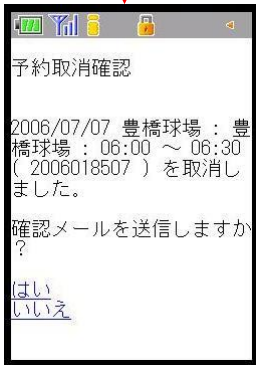 予約取消確認
2006/07/07 豊橋球場 : 豊
橋球場 : 06:00 ～ 06:30
( 2006018507 ) を取消し
ました。
確認メールを送信しますか
?
はい
いいえ